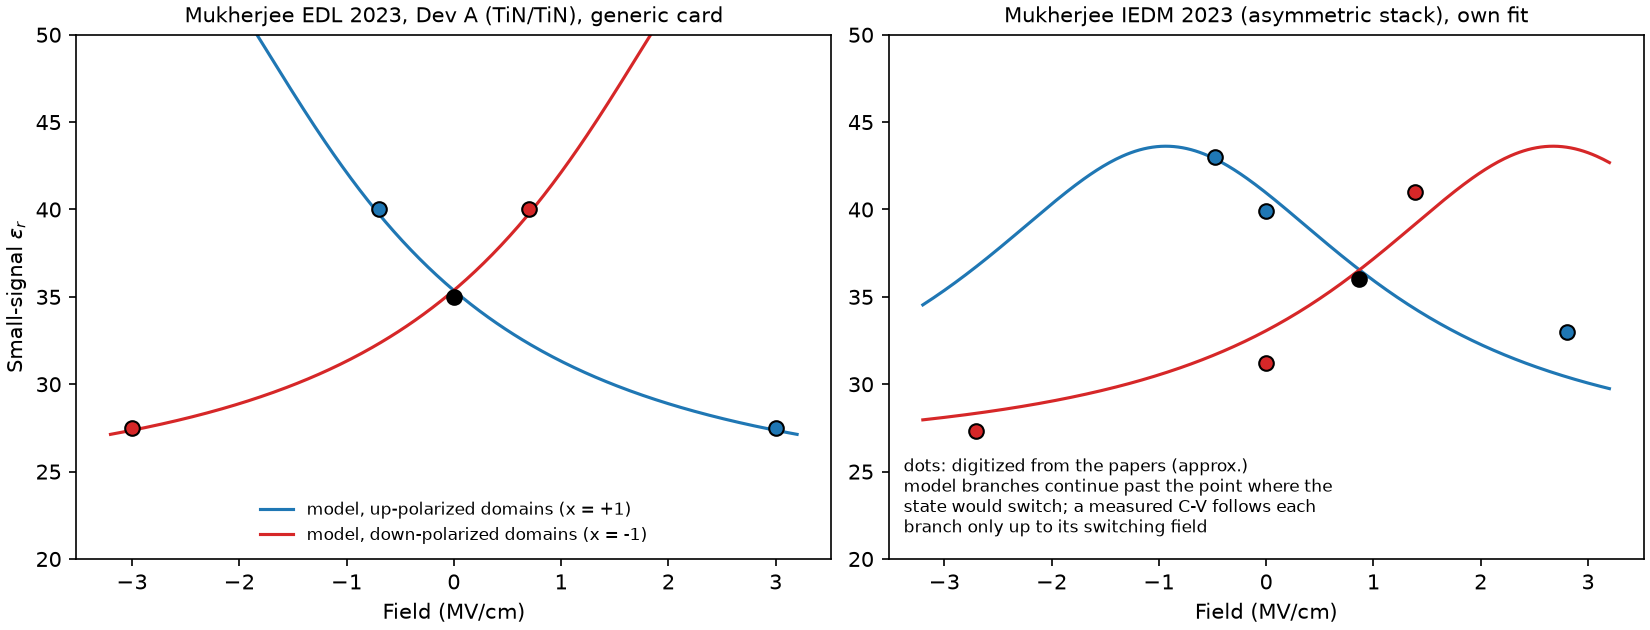 Mukherjee EDL 2023, Dev A (TiN/TiN), generic card
50
45
40
35
30
25
20
Small-signal εr
model, up-polarized domains (x = +1)
model, down-polarized domains (x = -1)
−3
−2
−1
0
1
2
3
Field (MV/cm)
Mukherjee IEDM 2023 (asymmetric stack), own fit
50
45
40
35
30
25
20
dots: digitized from the papers (approx.)
model branches continue past the point where the
state would switch; a measured C-V follows each
branch only up to its switching field
−3
−2
−1
0
1
2
3
Field (MV/cm)